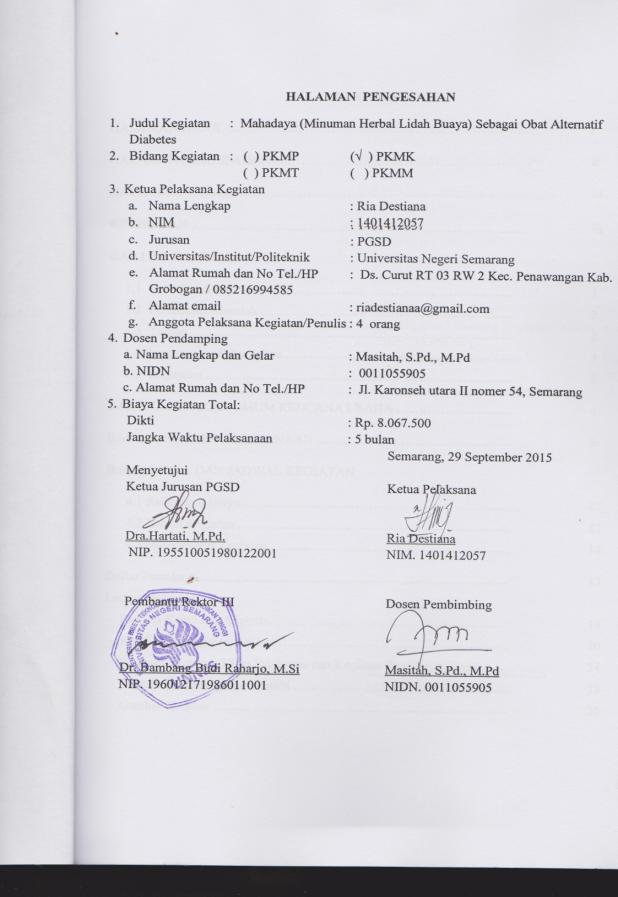 HALAMAN PENGESAHAN
1. Judul Kegiatan : Mahadaya (Minuman Herbal Lidah Buaya) Sebagai Obat Alternatif
Diabetes
2. Bidang Kegiatan : ( ) PKMP (√ ) PKMK
( ) PKMT ( ) PKMM
3. Ketua Pelaksana Kegiatan
a. Nama Lengkap : Ria Destiana
b. NIM : 1401412057
c. Jurusan : PGSD
d. Universitas/Institut/Politeknik : Universitas Negeri Semarang
e. Alamat Rumah dan No Tel./HP : Ds. Curut RT 03 RW 2 Kec. Penawangan Kab.
Grobogan / 085216994585
f. Alamat email : riadestianaa@gmail.com
g. Anggota Pelaksana Kegiatan/Penulis : 4 orang
4. Dosen Pendamping
a. Nama Lengkap dan Gelar : Masitah, S.Pd., M.Pd
b. NIDN : 0011055905
c. Alamat Rumah dan No Tel./HP : Jl. Karonseh utara II nomer 54, Semarang
5. Biaya Kegiatan Total:
Dikti : Rp. 8.067.500
Jangka Waktu Pelaksanaan : 5 bulan
Semarang, 29 September 2015
Menyetujui
Ketua Jurusan PGSD Ketua Pelaksana
Dra.Hartati, M.Pd. Ria Destiana
NIP. 195510051980122001 NIM. 1401412057
Pembantu Rektor III Dosen Pembimbing
UNIVERSITAS NEGERI SEMARANG
UNNES
Dr. Bambang Budi Raharjo, M.Si Masitah, S.Pd., M.Pd
NIP. 196012171986011001 NIDN. 0011055905